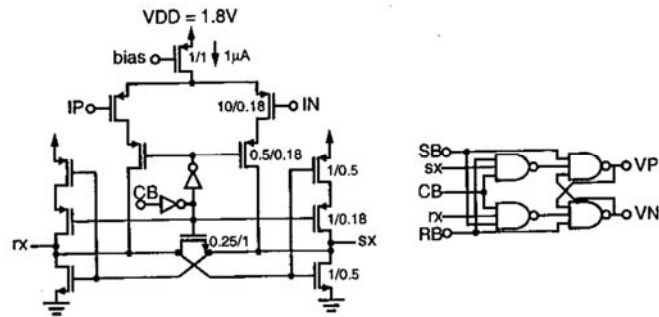 VDD = 1.8V
bias
1/1
1µA
IP
10/0.18
IN
0.5/0.18
1/0.5
CB
1/0.18
rx
0.25/1
sx
1/0.5
SB
sx
VP
CB
rx
VN
RB